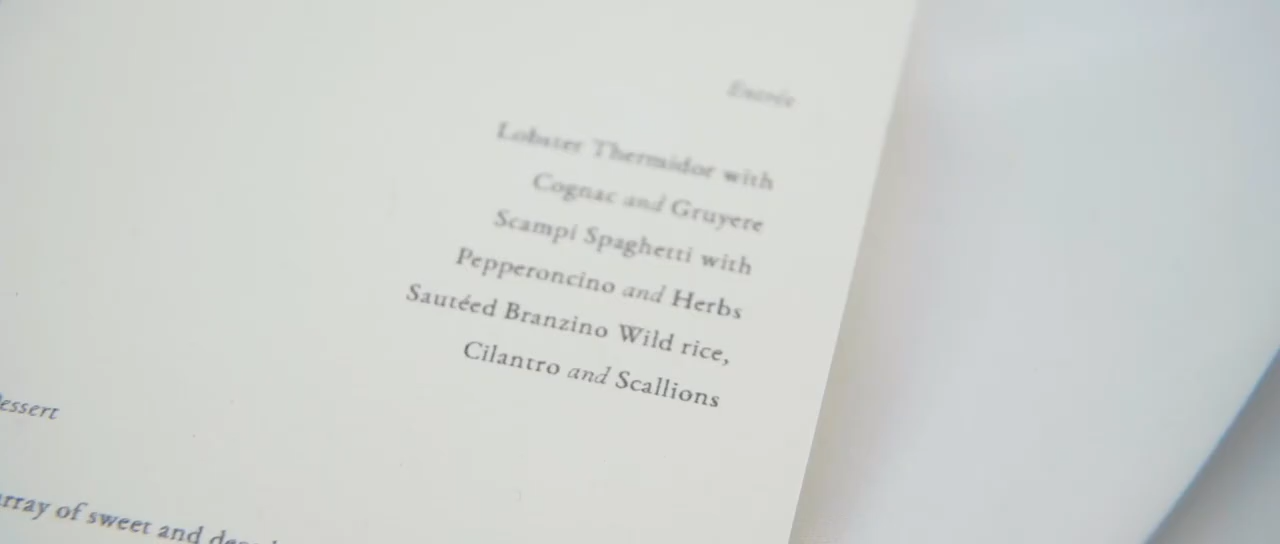 Entrée
Lobster Thermidor with
Cognac and Gruyere
Scampi Spaghetti with
Pepperoncino and Herbs
Sautéed Branzino Wild rice,
Cilantro and Scallions
essert
rray of sweet and